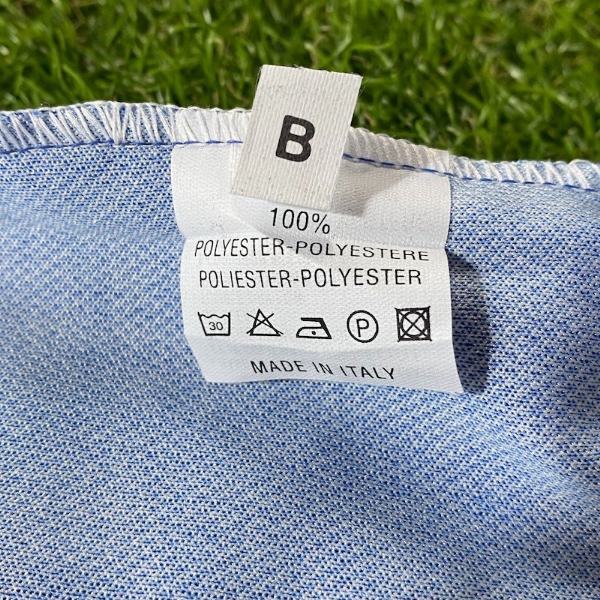 B
100%
POLYESTER-POLYESTERE
POLIESTER-POLYESTER
30 P
MADE IN ITALY